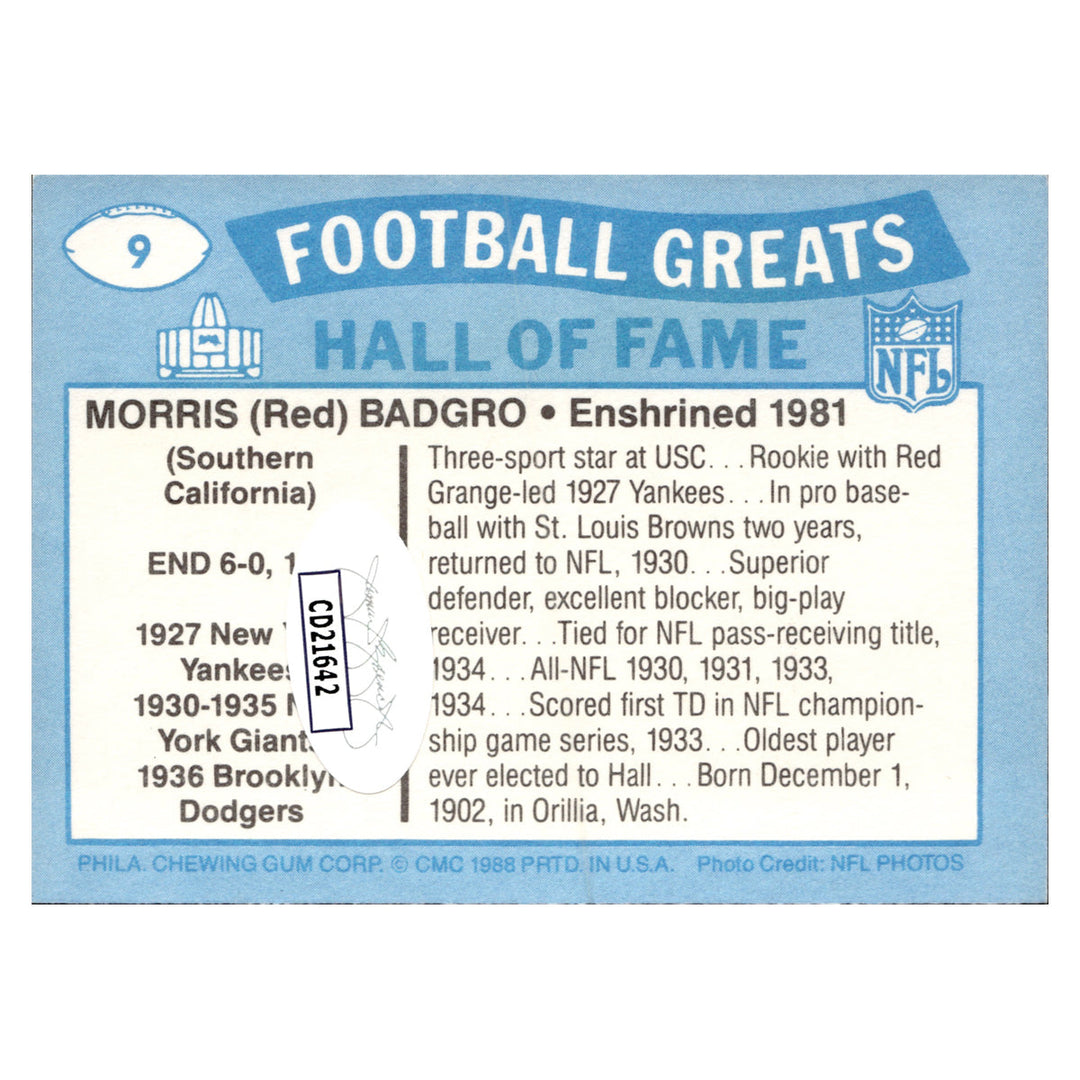 9
FOOTBALL GREATS
HALL OF FAME
NFL
MORRIS (Red) BADGRO • Enshrined 1981
(Southern
California)
END 6-0, 1
1927 New
Yankees
1930-1935
York Giants
1936 Brooklyn
Dodgers
CD21642
Three-sport star at USC. . .Rookie with Red
Grange-led 1927 Yankees. . .In pro base-
ball with St. Louis Browns two years,
returned to NFL, 1930. . .Superior
defender, excellent blocker, big-play
receiver. . .Tied for NFL pass-receiving title,
1934. . .All-NFL 1930, 1931, 1933,
1934. . .Scored first TD in NFL champion-
ship game series, 1933. . .Oldest player
ever elected to Hall. . .Born December 1,
1902, in Orillia, Wash.
PHILA. CHEWING GUM CORP. © CMC 1988 PRTD. IN U.S.A. Photo Credit: NFL PHOTOS